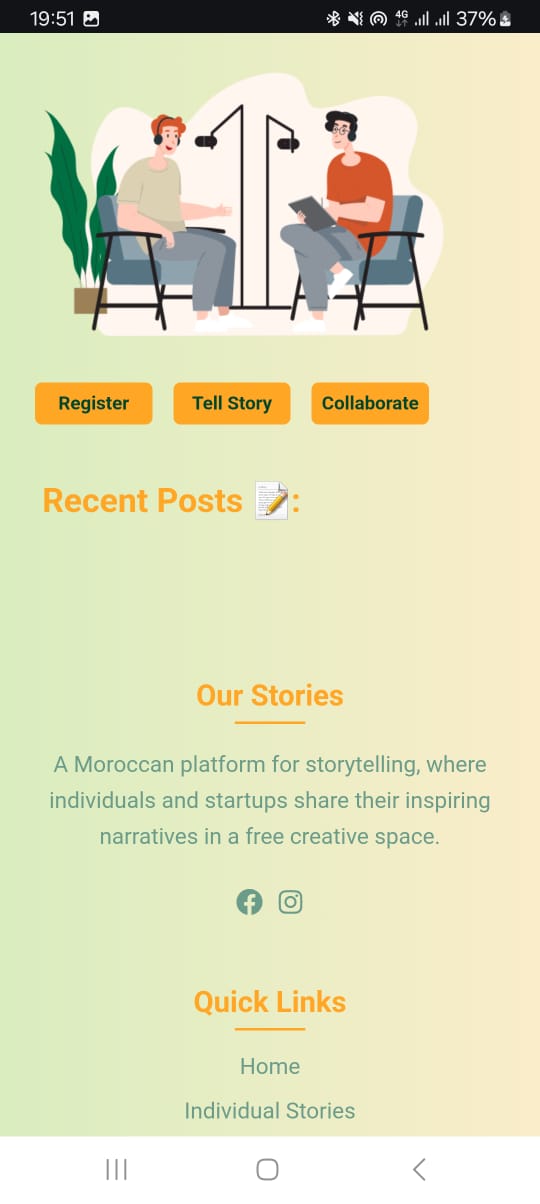 19:51 4G 37%
Register Tell Story Collaborate
Recent Posts 📝:
Our Stories
A Moroccan platform for storytelling, where
individuals and startups share their inspiring
narratives in a free creative space.
Quick Links
Home
Individual Stories